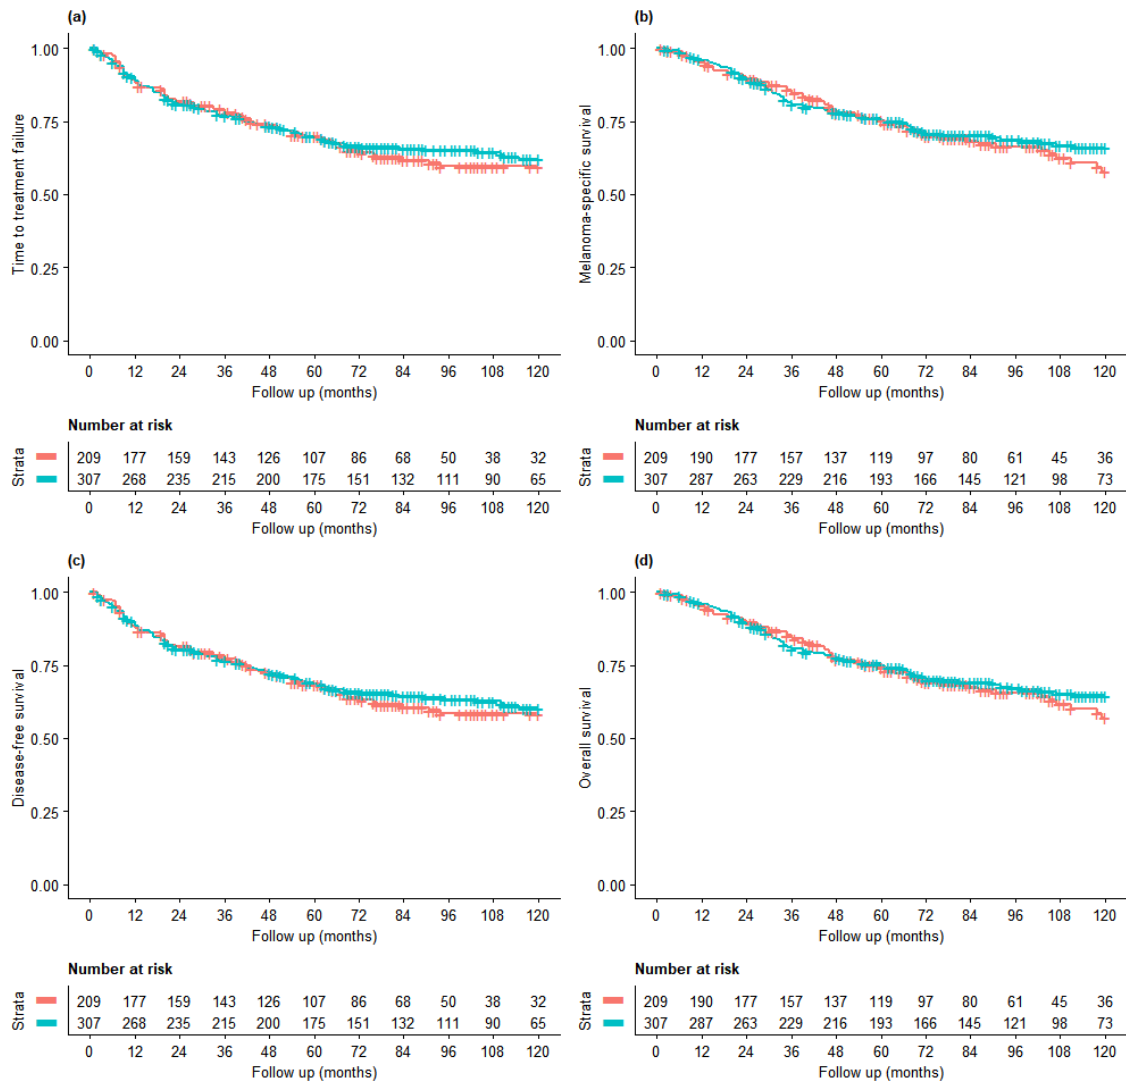 (a)
1.00
0.75
0.50
0.25
0.00
Time to treatment failure
0 12 24 36 48 60 72 84 96 108 120
Follow up (months)
Number at risk
Strata
209 177 159 143 126 107 86 68 50 38 32
307 268 235 215 200 175 151 132 111 90 65
0 12 24 36 48 60 72 84 96 108 120
Follow up (months)
(b)
1.00
0.75
0.50
0.25
0.00
Melanoma-specific survival
0 12 24 36 48 60 72 84 96 108 120
Follow up (months)
Number at risk
Strata
209 190 177 157 137 119 97 80 61 45 36
307 287 263 229 216 193 166 145 121 98 73
0 12 24 36 48 60 72 84 96 108 120
Follow up (months)
(c)
1.00
0.75
0.50
0.25
0.00
Disease-free survival
0 12 24 36 48 60 72 84 96 108 120
Follow up (months)
Number at risk
Strata
209 177 159 143 126 107 86 68 50 38 32
307 268 235 215 200 175 151 132 111 90 65
0 12 24 36 48 60 72 84 96 108 120
Follow up (months)
(d)
1.00
0.75
0.50
0.25
0.00
Overall survival
0 12 24 36 48 60 72 84 96 108 120
Follow up (months)
Number at risk
Strata
209 190 177 157 137 119 97 80 61 45 36
307 287 263 229 216 193 166 145 121 98 73
0 12 24 36 48 60 72 84 96 108 120
Follow up (months)